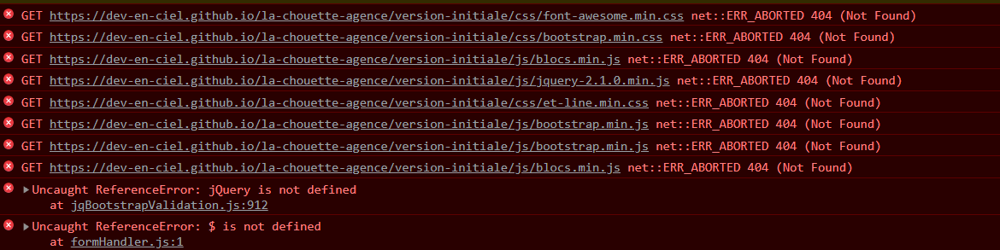 GET https://dev-en-ciel.github.io/la-chouette-agence/version-initiale/css/font-awesome.min.css net::ERR_ABORTED 404 (Not Found)
GET https://dev-en-ciel.github.io/la-chouette-agence/version-initiale/css/bootstrap.min.css net::ERR_ABORTED 404 (Not Found)
GET https://dev-en-ciel.github.io/la-chouette-agence/version-initiale/js/blocs.min.js net::ERR_ABORTED 404 (Not Found)
GET https://dev-en-ciel.github.io/la-chouette-agence/version-initiale/js/jquery-2.1.0.min.js net::ERR_ABORTED 404 (Not Found)
GET https://dev-en-ciel.github.io/la-chouette-agence/version-initiale/css/et-line.min.css net::ERR_ABORTED 404 (Not Found)
GET https://dev-en-ciel.github.io/la-chouette-agence/version-initiale/js/bootstrap.min.js net::ERR_ABORTED 404 (Not Found)
GET https://dev-en-ciel.github.io/la-chouette-agence/version-initiale/js/bootstrap.min.js net::ERR_ABORTED 404 (Not Found)
GET https://dev-en-ciel.github.io/la-chouette-agence/version-initiale/js/blocs.min.js net::ERR_ABORTED 404 (Not Found)
Uncaught ReferenceError: jQuery is not defined
at jqBootstrapValidation.js:912
Uncaught ReferenceError: $ is not defined
at formHandler.js:1